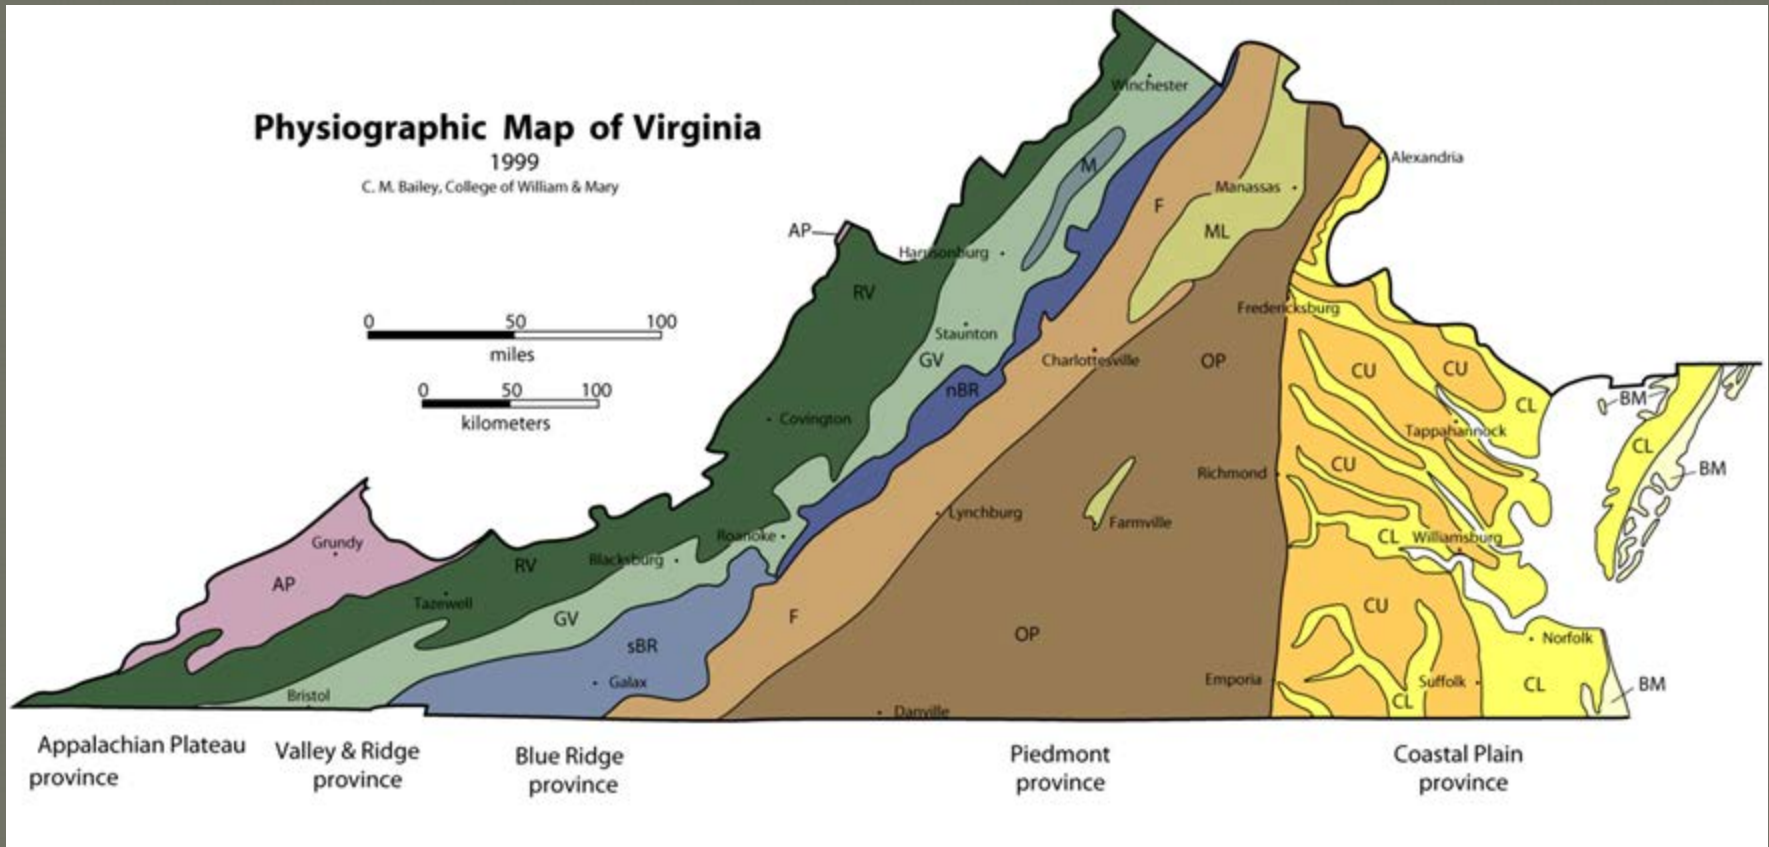 Physiographic Map of Virginia
1999
C. M. Bailey, College of William & Mary
0 50 100
miles
0 50 100
kilometers
Winchester
M
Alexandria
Manassas
F
ML
AP
Harrisonburg
RV
Fredericksburg
Staunton
Charlottesville
GV
OP
CU
CU
nBR
BM
CL
Covington
Tappahannock
CL
CU
BM
Richmond
Lynchburg
Farmville
Roanoke
CL
Williamsburg
Grundy
Blacksburg
RV
AP
Tazewell
CU
GV
F
OP
Norfolk
sBR
Galax
Emporia
Suffolk
CL
BM
Bristol
CL
Danville
Appalachian Plateau
province
Valley & Ridge
province
Blue Ridge
province
Piedmont
province
Coastal Plain
province